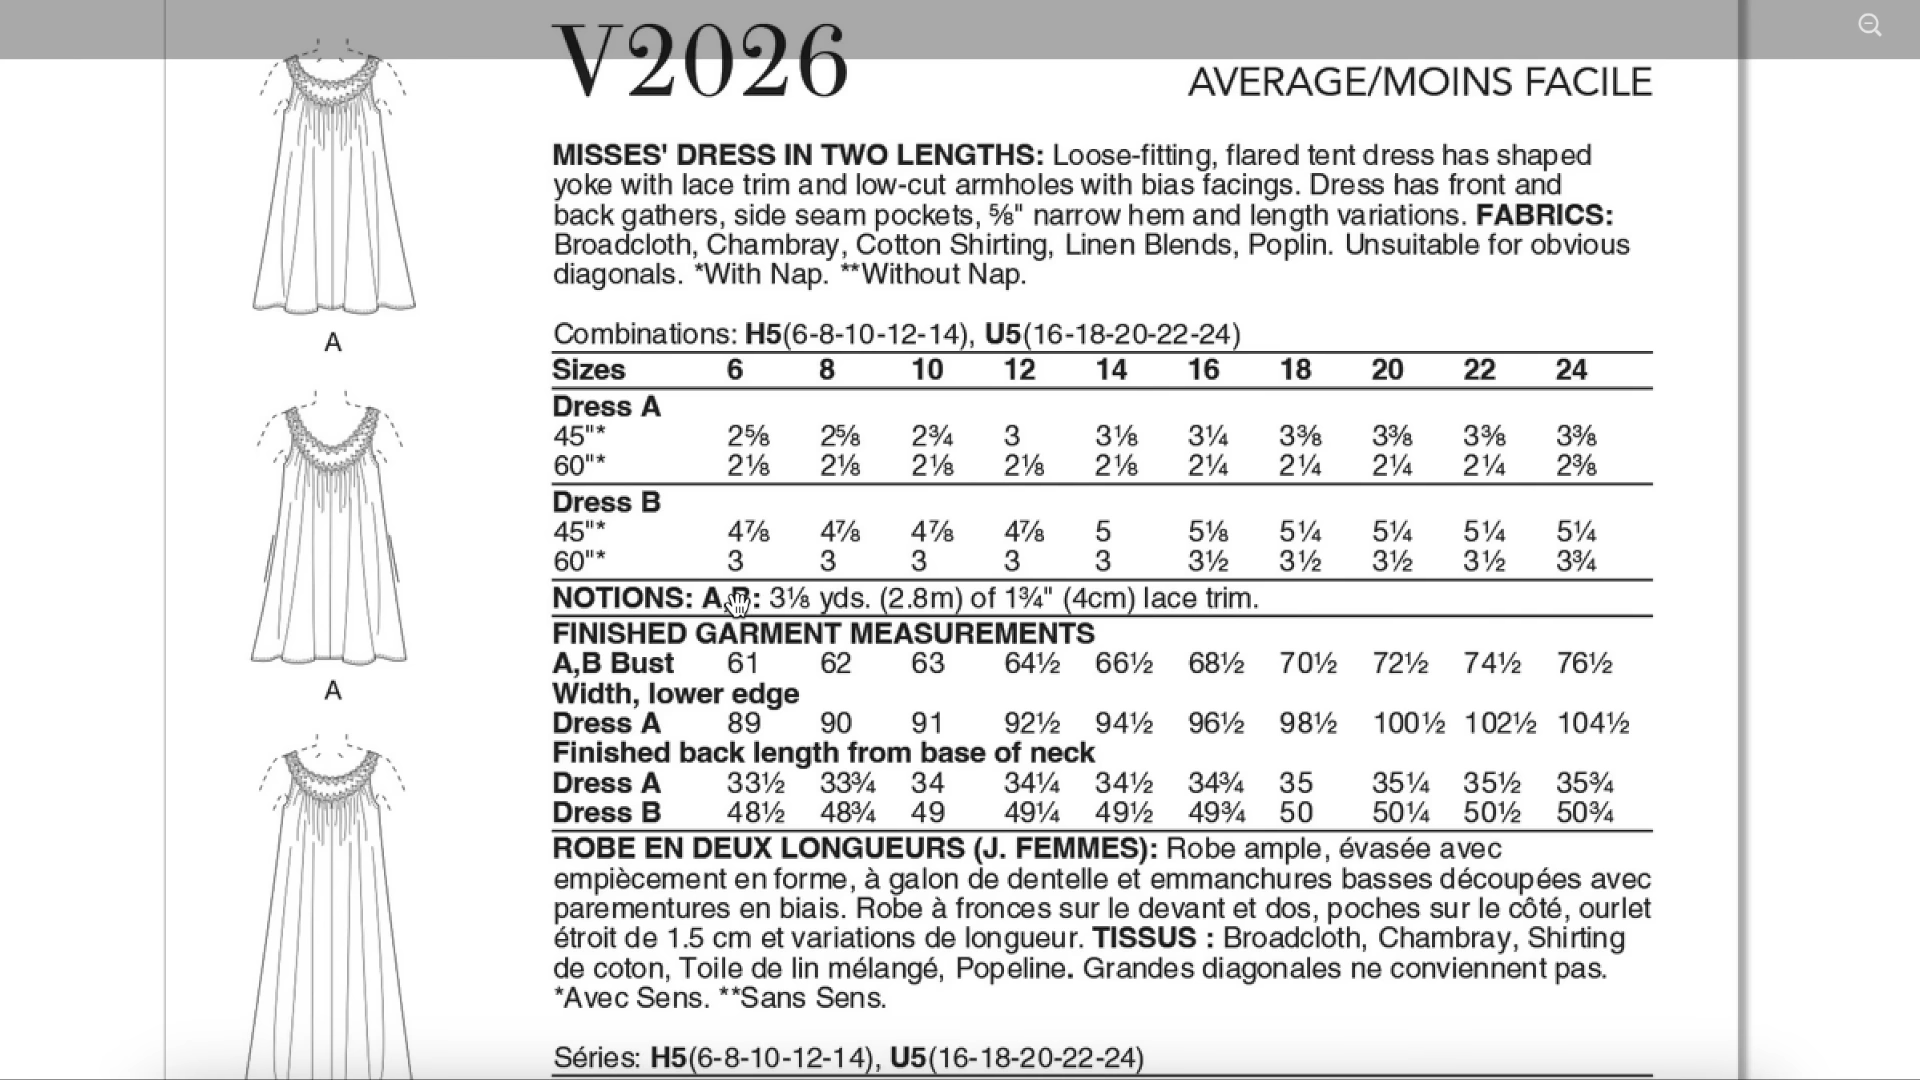 V2026
AVERAGE/MOINS FACILE
MISSES' DRESS IN TWO LENGTHS: Loose-fitting, flared tent dress has shaped
yoke with lace trim and low-cut armholes with bias facings. Dress has front and
back gathers, side seam pockets, ⅝" narrow hem and length variations. FABRICS:
Broadcloth, Chambray, Cotton Shirting, Linen Blends, Poplin. Unsuitable for obvious
diagonals. *With Nap. **Without Nap.
Combinations: H5(6-8-10-12-14), U5(16-18-20-22-24)
Sizes 6 8 10 12 14 16 18 20 22 24
Dress A
45"* 2⅝ 2⅝ 2¾ 3 3⅛ 3¼ 3⅜ 3⅜ 3⅜ 3⅜
60"* 2⅛ 2⅛ 2⅛ 2⅛ 2⅛ 2¼ 2¼ 2¼ 2¼ 2⅜
Dress B
45"* 4⅞ 4⅞ 4⅞ 4⅞ 5 5⅛ 5¼ 5¼ 5¼ 5¼
60"* 3 3 3 3 3 3½ 3½ 3½ 3½ 3¾
NOTIONS: A,B: 3⅛ yds. (2.8m) of 1¾" (4cm) lace trim.
FINISHED GARMENT MEASUREMENTS
A,B Bust 61 62 63 64½ 66½ 68½ 70½ 72½ 74½ 76½
Width, lower edge
Dress A 89 90 91 92½ 94½ 96½ 98½ 100½ 102½ 104½
Finished back length from base of neck
Dress A 33½ 33¾ 34 34¼ 34½ 34¾ 35 35¼ 35½ 35¾
Dress B 48½ 48¾ 49 49¼ 49½ 49¾ 50 50¼ 50½ 50¾
ROBE EN DEUX LONGUEURS (J. FEMMES): Robe ample, évasée avec
empiècement en forme, à galon de dentelle et emmanchures basses découpées avec
parementures en biais. Robe à fronces sur le devant et dos, poches sur le côté, ourlet
étroit de 1.5 cm et variations de longueur. TISSUS : Broadcloth, Chambray, Shirting
de coton, Toile de lin mélangé, Popeline. Grandes diagonales ne conviennent pas.
*Avec Sens. **Sans Sens.
Séries: H5(6-8-10-12-14), U5(16-18-20-22-24)
A
A